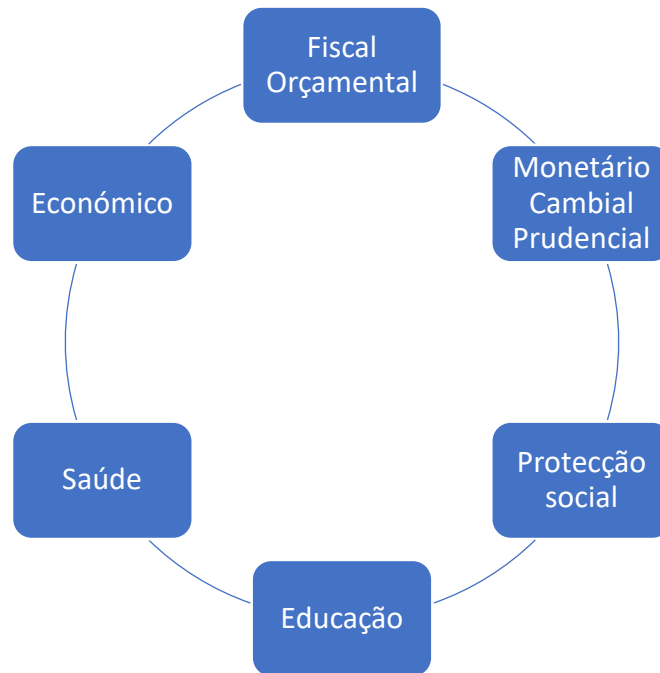 Fiscal
Orçamental
Monetário
Cambial
Prudencial
Protecção
social
Educação
Saúde
Económico